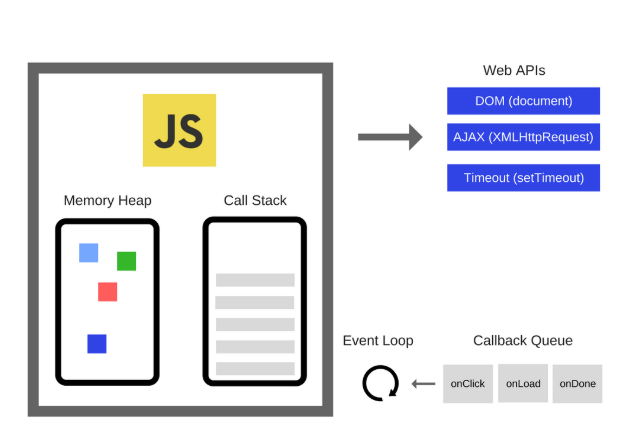 JS
Memory Heap
Call Stack
Web APIs
DOM (document)
AJAX (XMLHttpRequest)
Timeout (setTimeout)
Event Loop
Callback Queue
onClick
onLoad
onDone